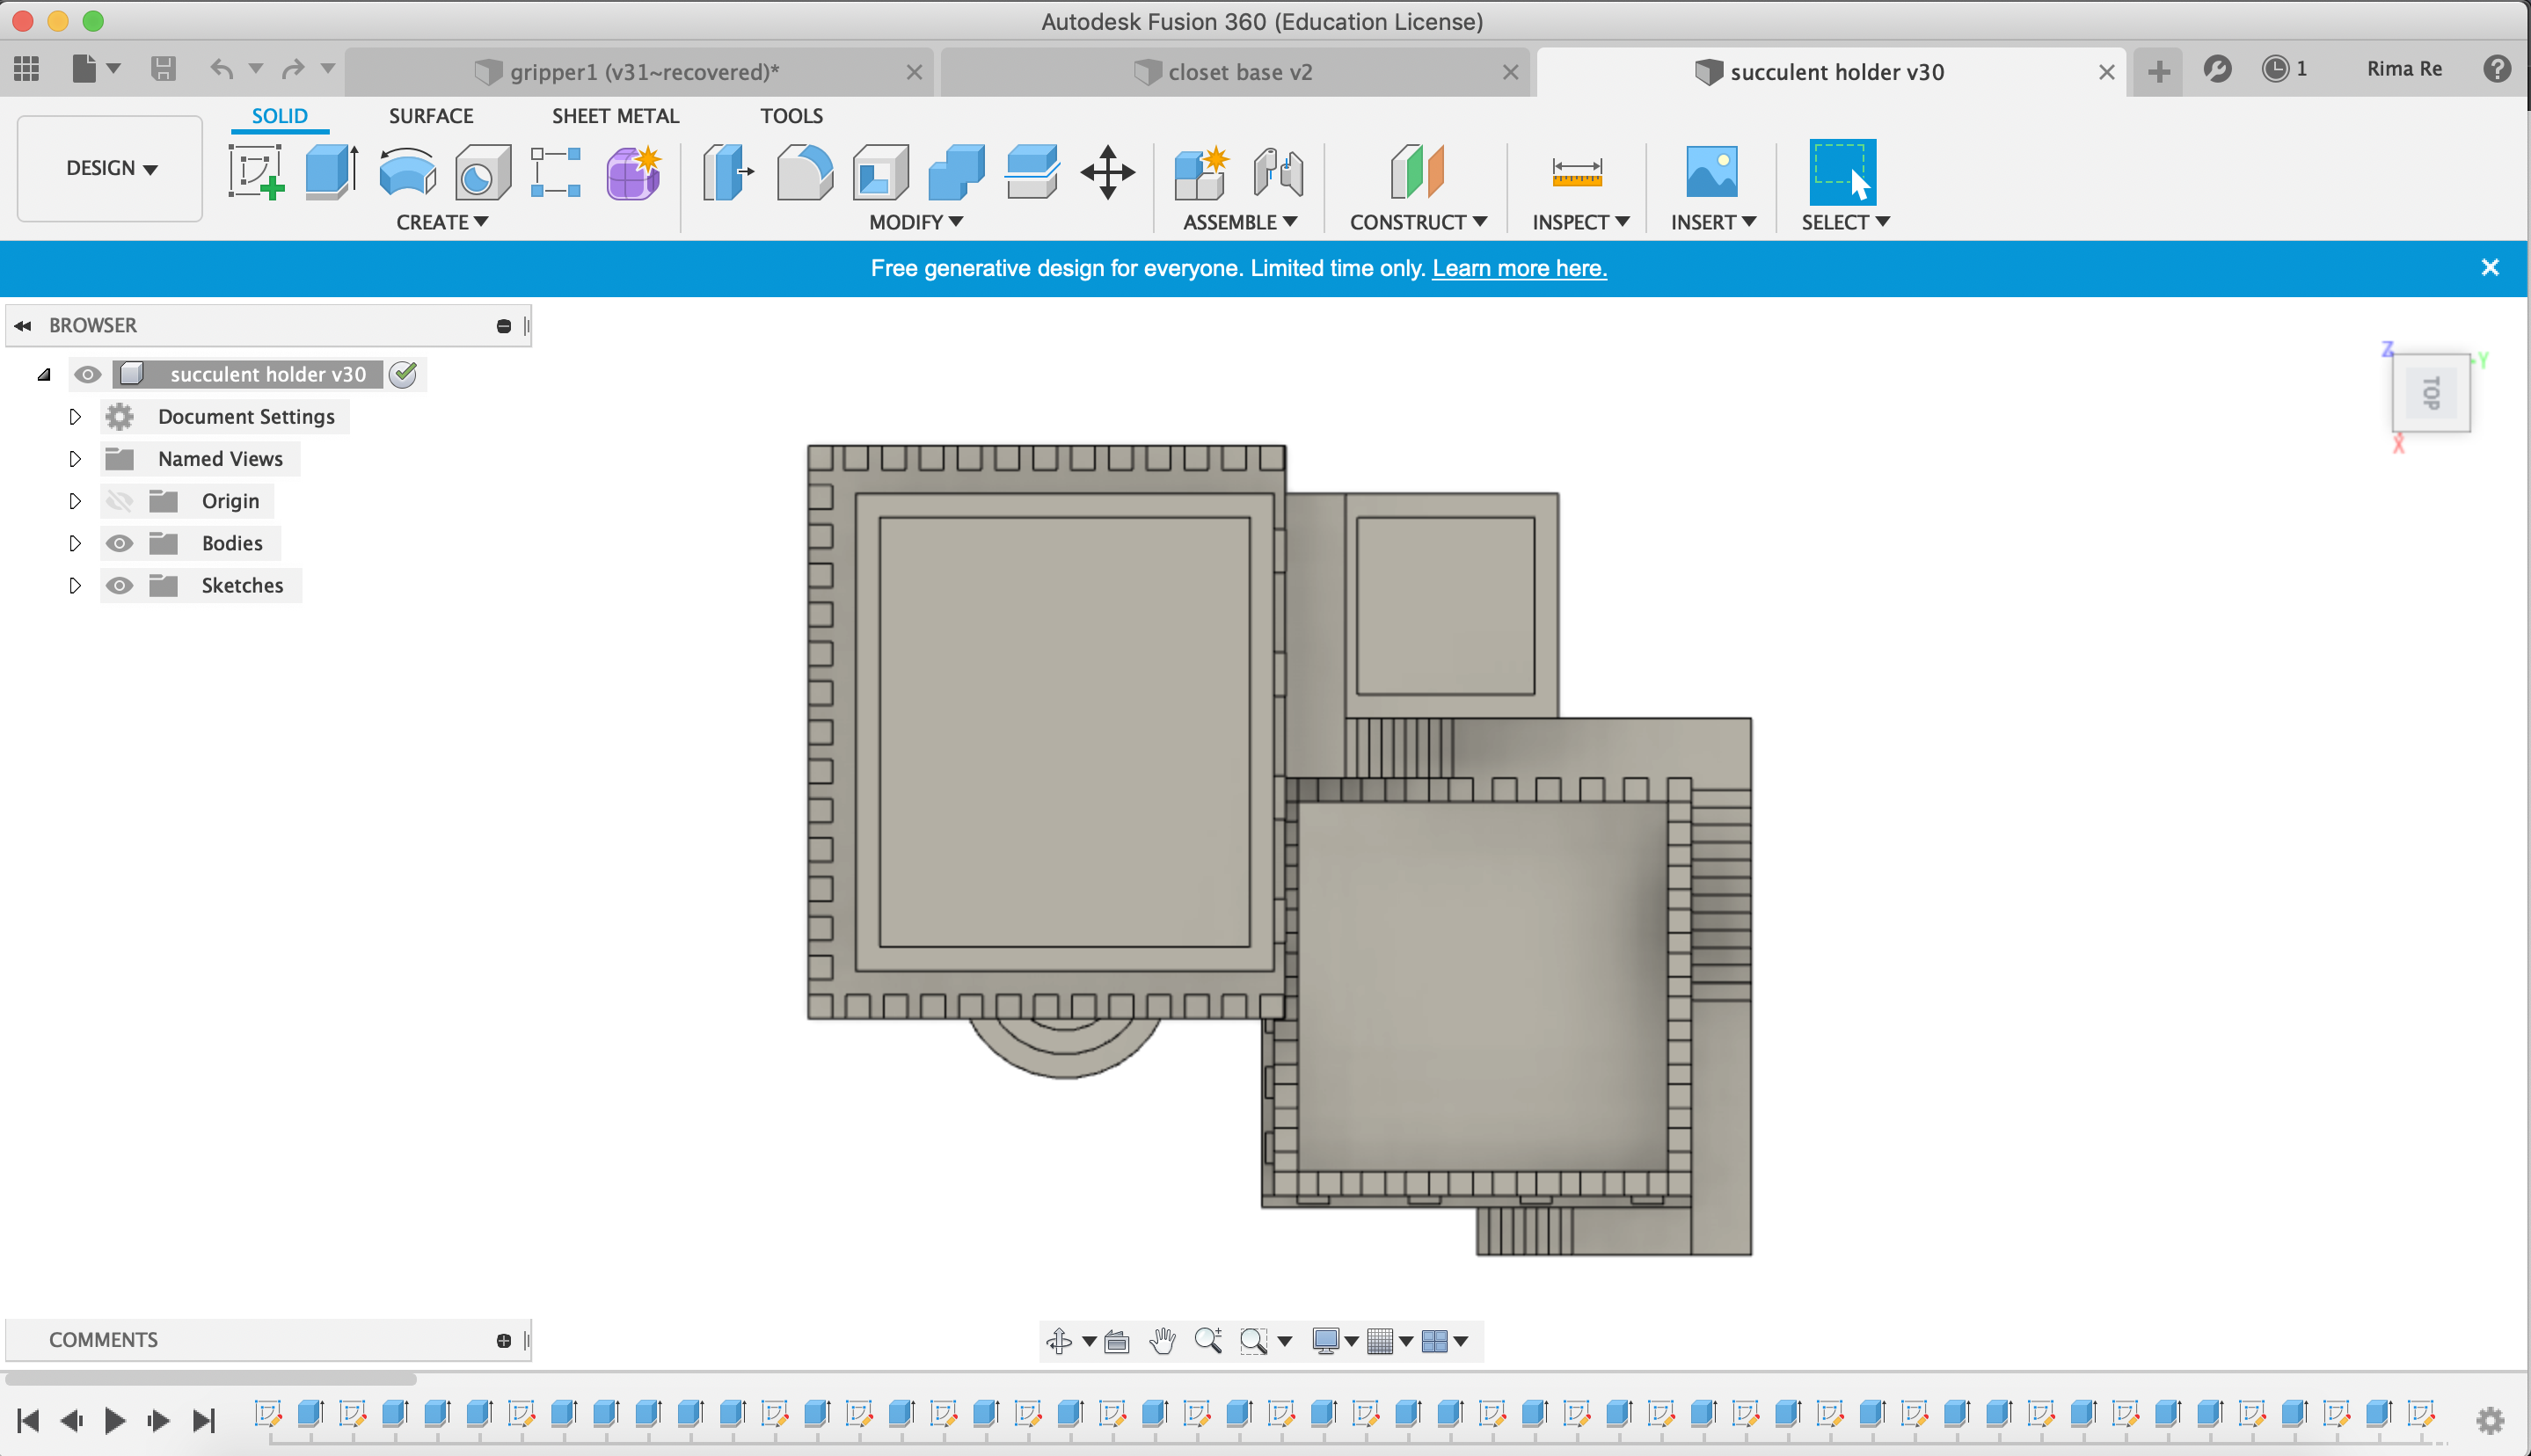 Autodesk Fusion 360 (Education License)
gripper1 (v31~recovered)*
closet base v2
succulent holder v30
1
Rima Re
SOLID
SURFACE
SHEET METAL
TOOLS
DESIGN
CREATE
MODIFY
ASSEMBLE
CONSTRUCT
INSPECT
INSERT
SELECT
Free generative design for everyone. Limited time only. Learn more here.
BROWSER
succulent holder v30
Document Settings
Named Views
Origin
Bodies
Sketches
Z
-Y
TOP
X
COMMENTS